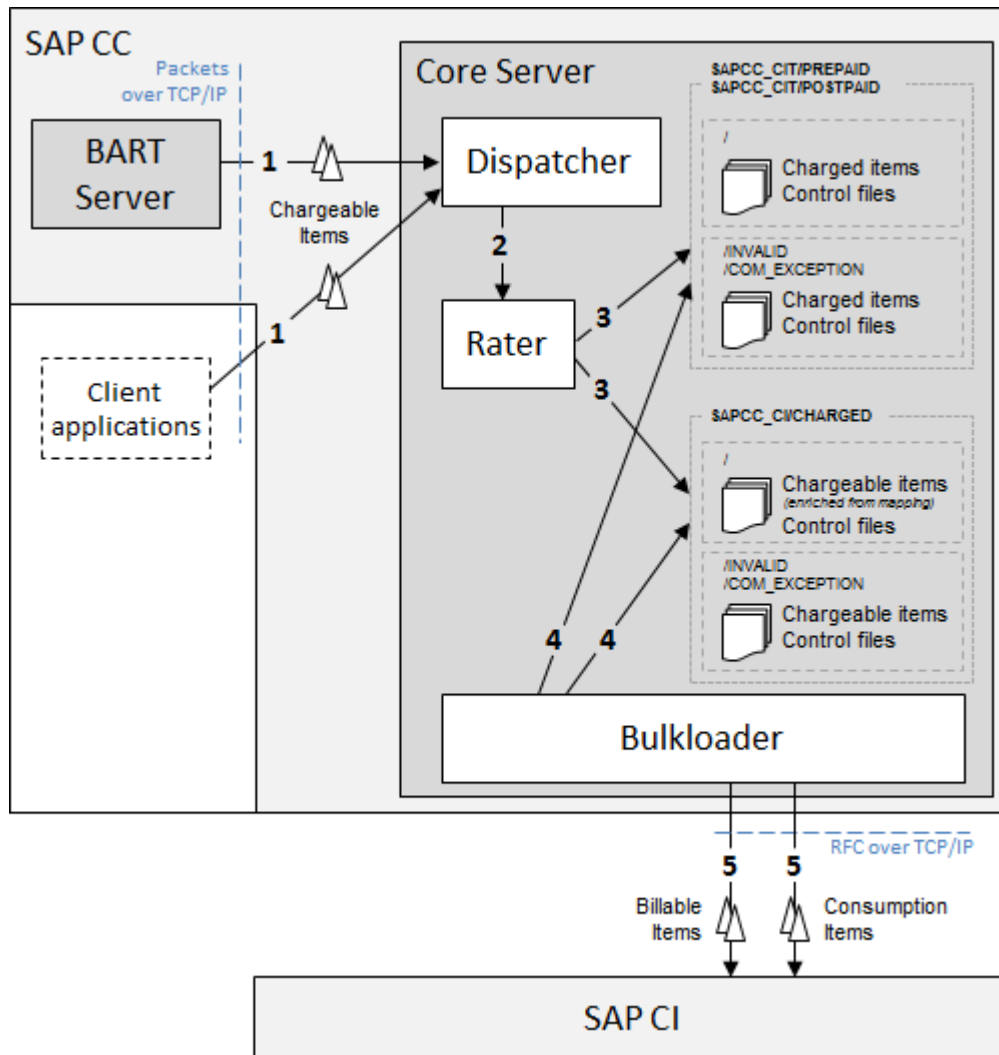 SAP CC
Packets
over TCP/IP
BART
Server
1
Chargeable
Items
1
Client
applications
Core Server
Dispatcher
2
Rater
3
3
$APCC_CIT/PREPAID
$APCC_CIT/POSTPAID
/
Charged items
Control files
/INVALID
/COM_EXCEPTION
Charged items
Control files
$APCC_CI/CHARGED
/
Chargeable items
(enriched from mapping)
Control files
/INVALID
/COM_EXCEPTION
Chargeable items
Control files
4
4
Bulkloader
RFC over TCP/IP
5
5
Billable
Items
Consumption
Items
SAP CI